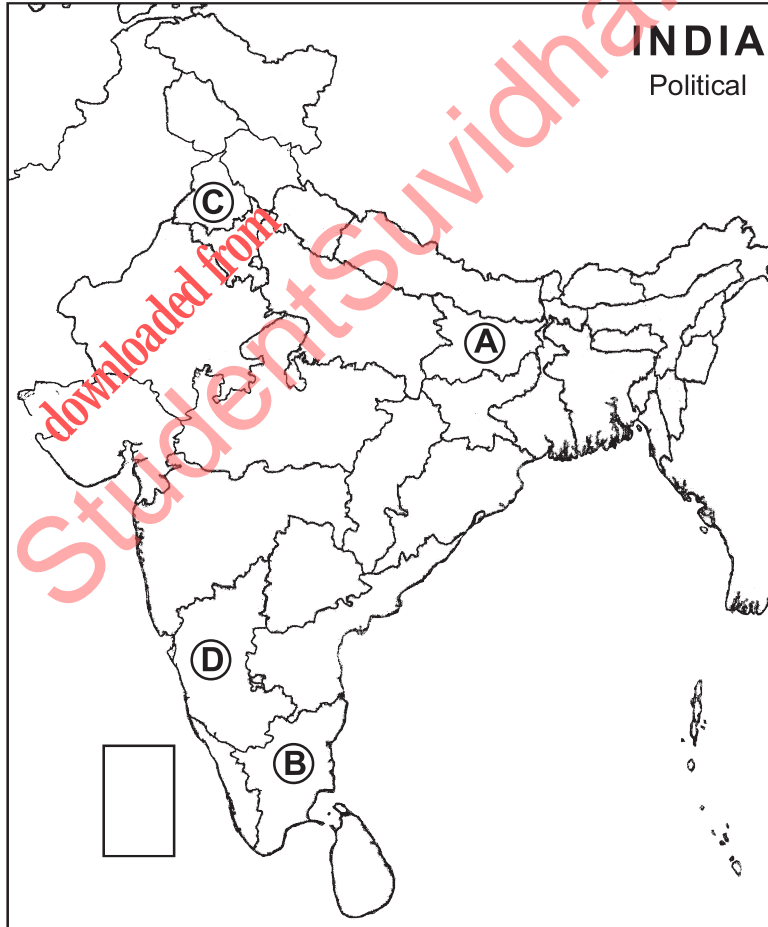 INDIA
Political
C
downloaded from
StudentSuvidha.
A
D
B